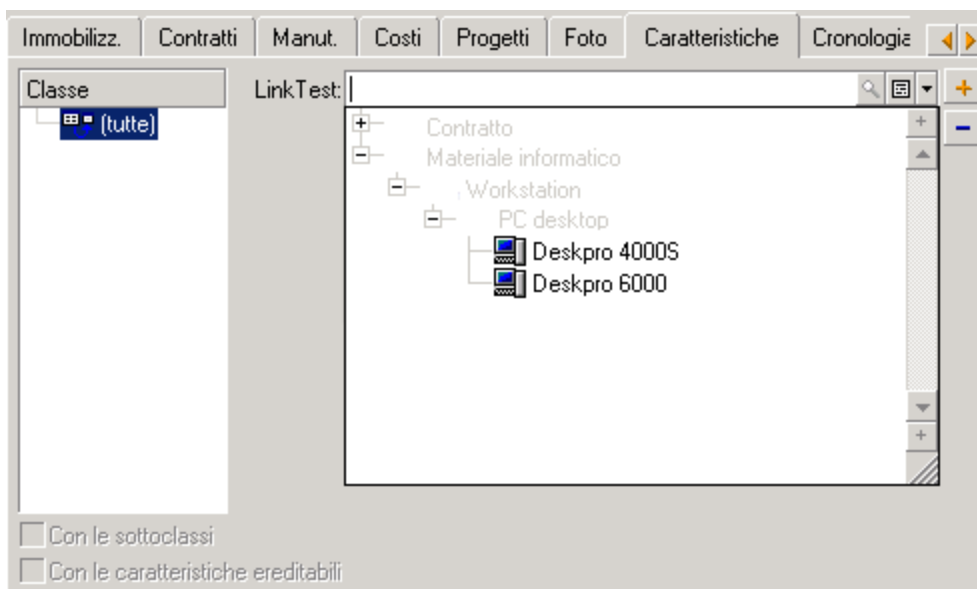 Immobilizz. Contratti Manut. Costi Progetti Foto Caratteristiche Cronologia
Classe LinkTest:
(tutte)
Contratto
Materiale informatico
Workstation
PC desktop
Deskpro 4000S
Deskpro 6000
Con le sottoclassi
Con le caratteristiche ereditabili